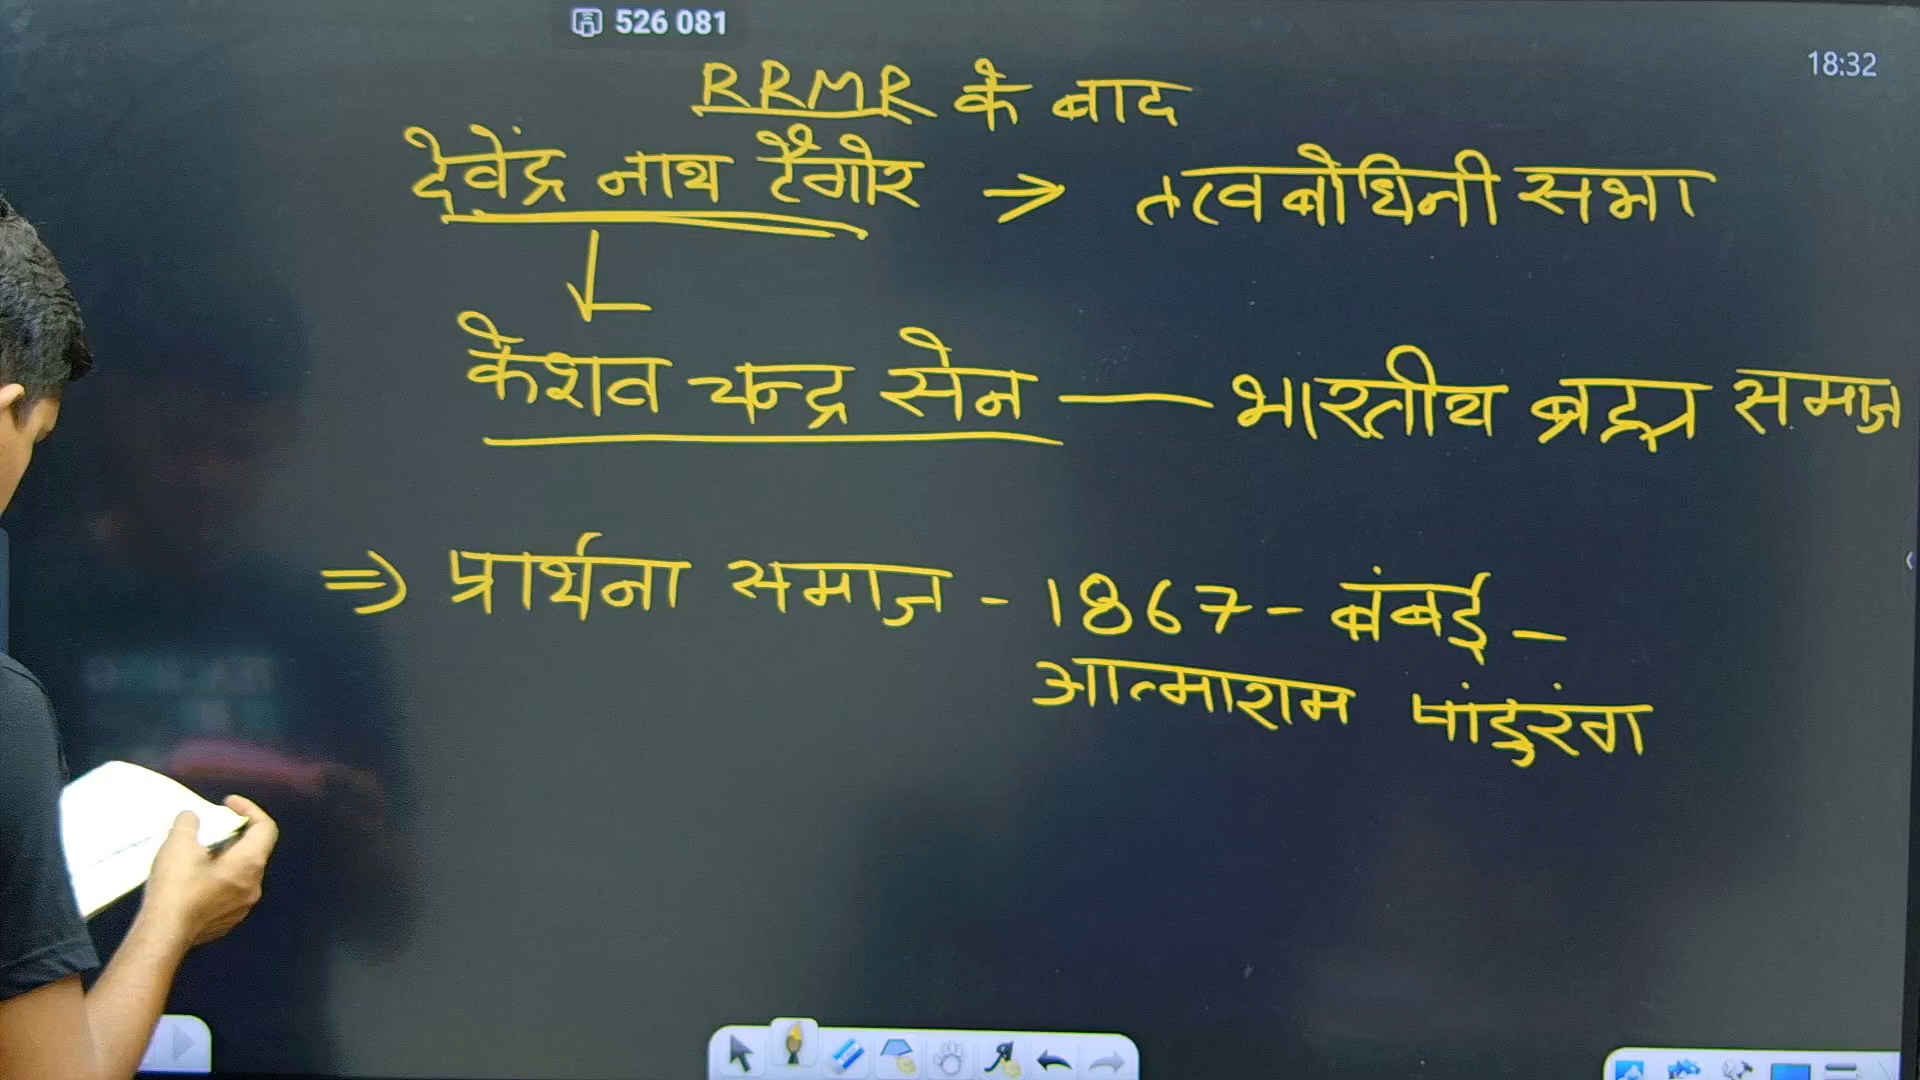 526 081
18:32
RRMR के बाद
देवेंद्र नाथ टैगोर → तत्वबोधिनी सभा
↓
केशव चन्द्र सेन — भारतीय ब्रह्म समाज
⇒ प्रार्थना समाज - 1867 - बंबई -
आत्माराम पांडुरंग